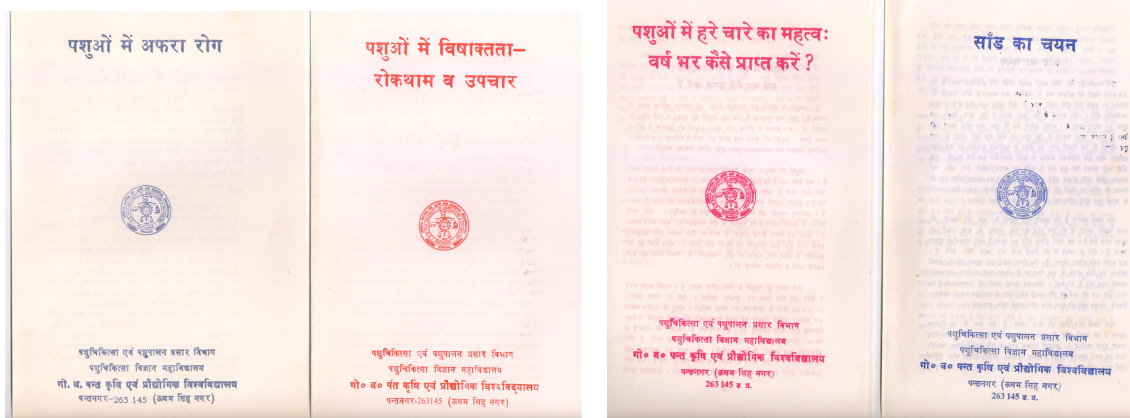 पशुओं में अफरा रोग
पशुचिकित्सा एवं पशुपालन प्रसार विभाग
पशुचिकित्सा विज्ञान महाविद्यालय
गो. ब. पन्त कृषि एवं प्रौद्योगिक विश्वविद्यालय
पन्तनगर-263 145 (ऊधम सिंह नगर)
पशुओं में विषाक्तता–
रोकथाम व उपचार
पशुचिकित्सा एवं पशुपालन प्रसार विभाग
पशुचिकित्सा विज्ञान महाविद्यालय
गो० ब० पंत कृषि एवं प्रौद्योगिक विश्वविद्यालय
पन्तनगर-263145 (ऊधम सिंह नगर)
पशुओं में हरे चारे का महत्व:
वर्ष भर कैसे प्राप्त करें ?
पशुचिकित्सा एवं पशुपालन प्रसार विभाग
पशुचिकित्सा विज्ञान महाविद्यालय
गो० ब० पन्त कृषि एवं प्रौद्योगिक विश्वविद्यालय
पन्तनगर (ऊधम सिंह नगर)
263 145 उ. प्र.
साँड़ का चयन
पशुचिकित्सा एवं पशुपालन प्रसार विभाग
पशुचिकित्सा विज्ञान महाविद्यालय
गो० ब० पन्त कृषि एवं प्रौद्योगिक विश्वविद्यालय
पन्तनगर (ऊधम सिंह नगर)
263 145 उ. प्र.